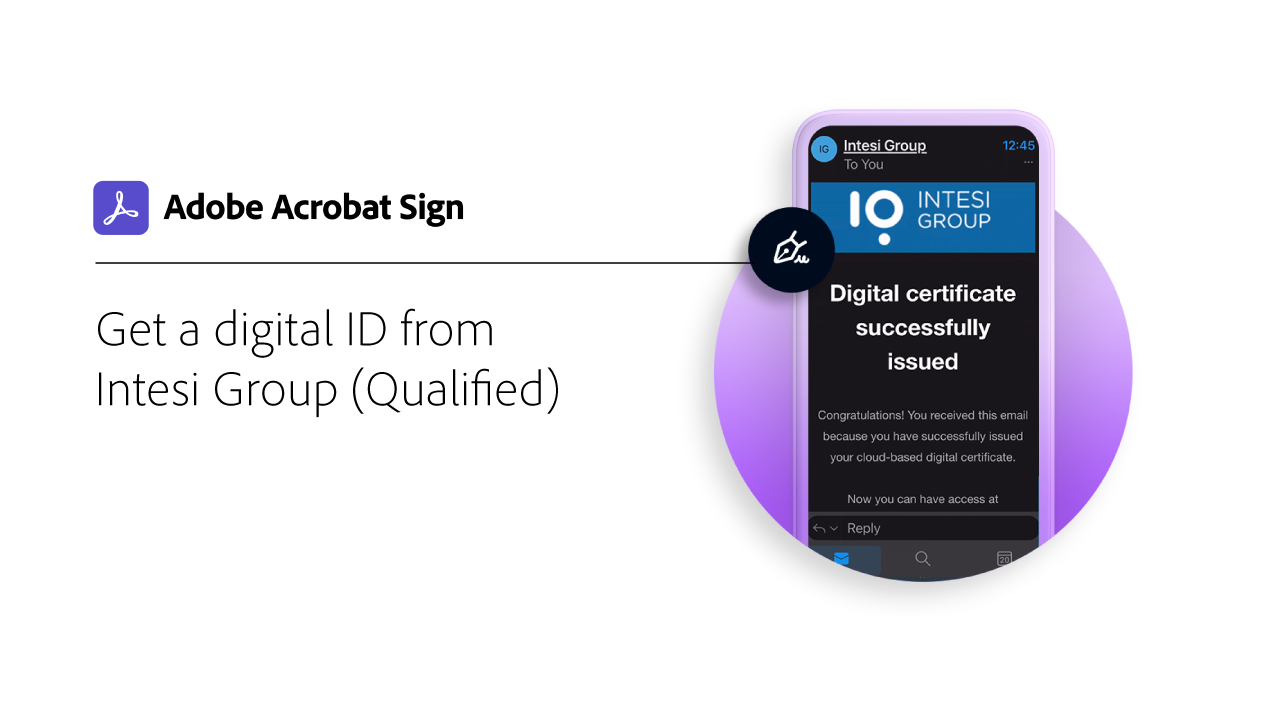 Adobe Acrobat Sign
Get a digital ID from
Intesi Group (Qualified)
IG
Intesi Group
12:45
To You
...
INTESI
GROUP
Digital certificate
successfully
issued
Congratulations! You received this email
because you have successfully issued
your cloud-based digital certificate.
Now you can have access at
Reply
20